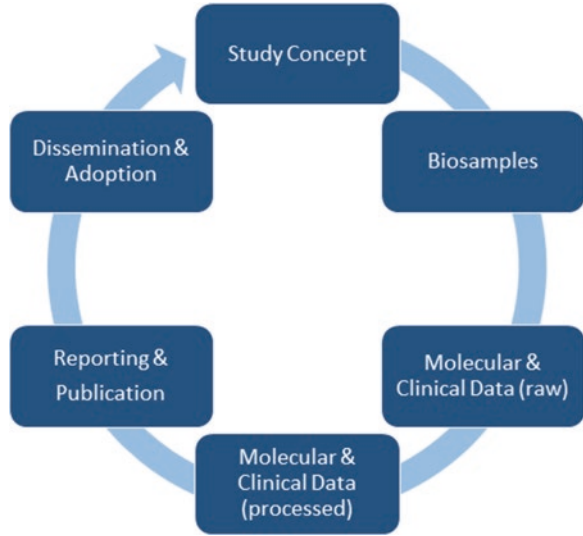 Study Concept
Biosamples
Molecular &
Clinical Data (raw)
Molecular &
Clinical Data
(processed)
Reporting &
Publication
Dissemination &
Adoption